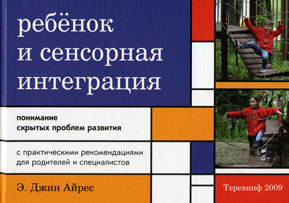 ребёнок
и сенсорная
интеграция
понимание
скрытых проблем развития
с практическими рекомендациями
для родителей и специалистов
Э. Джин Айрес
Теревинф 2009